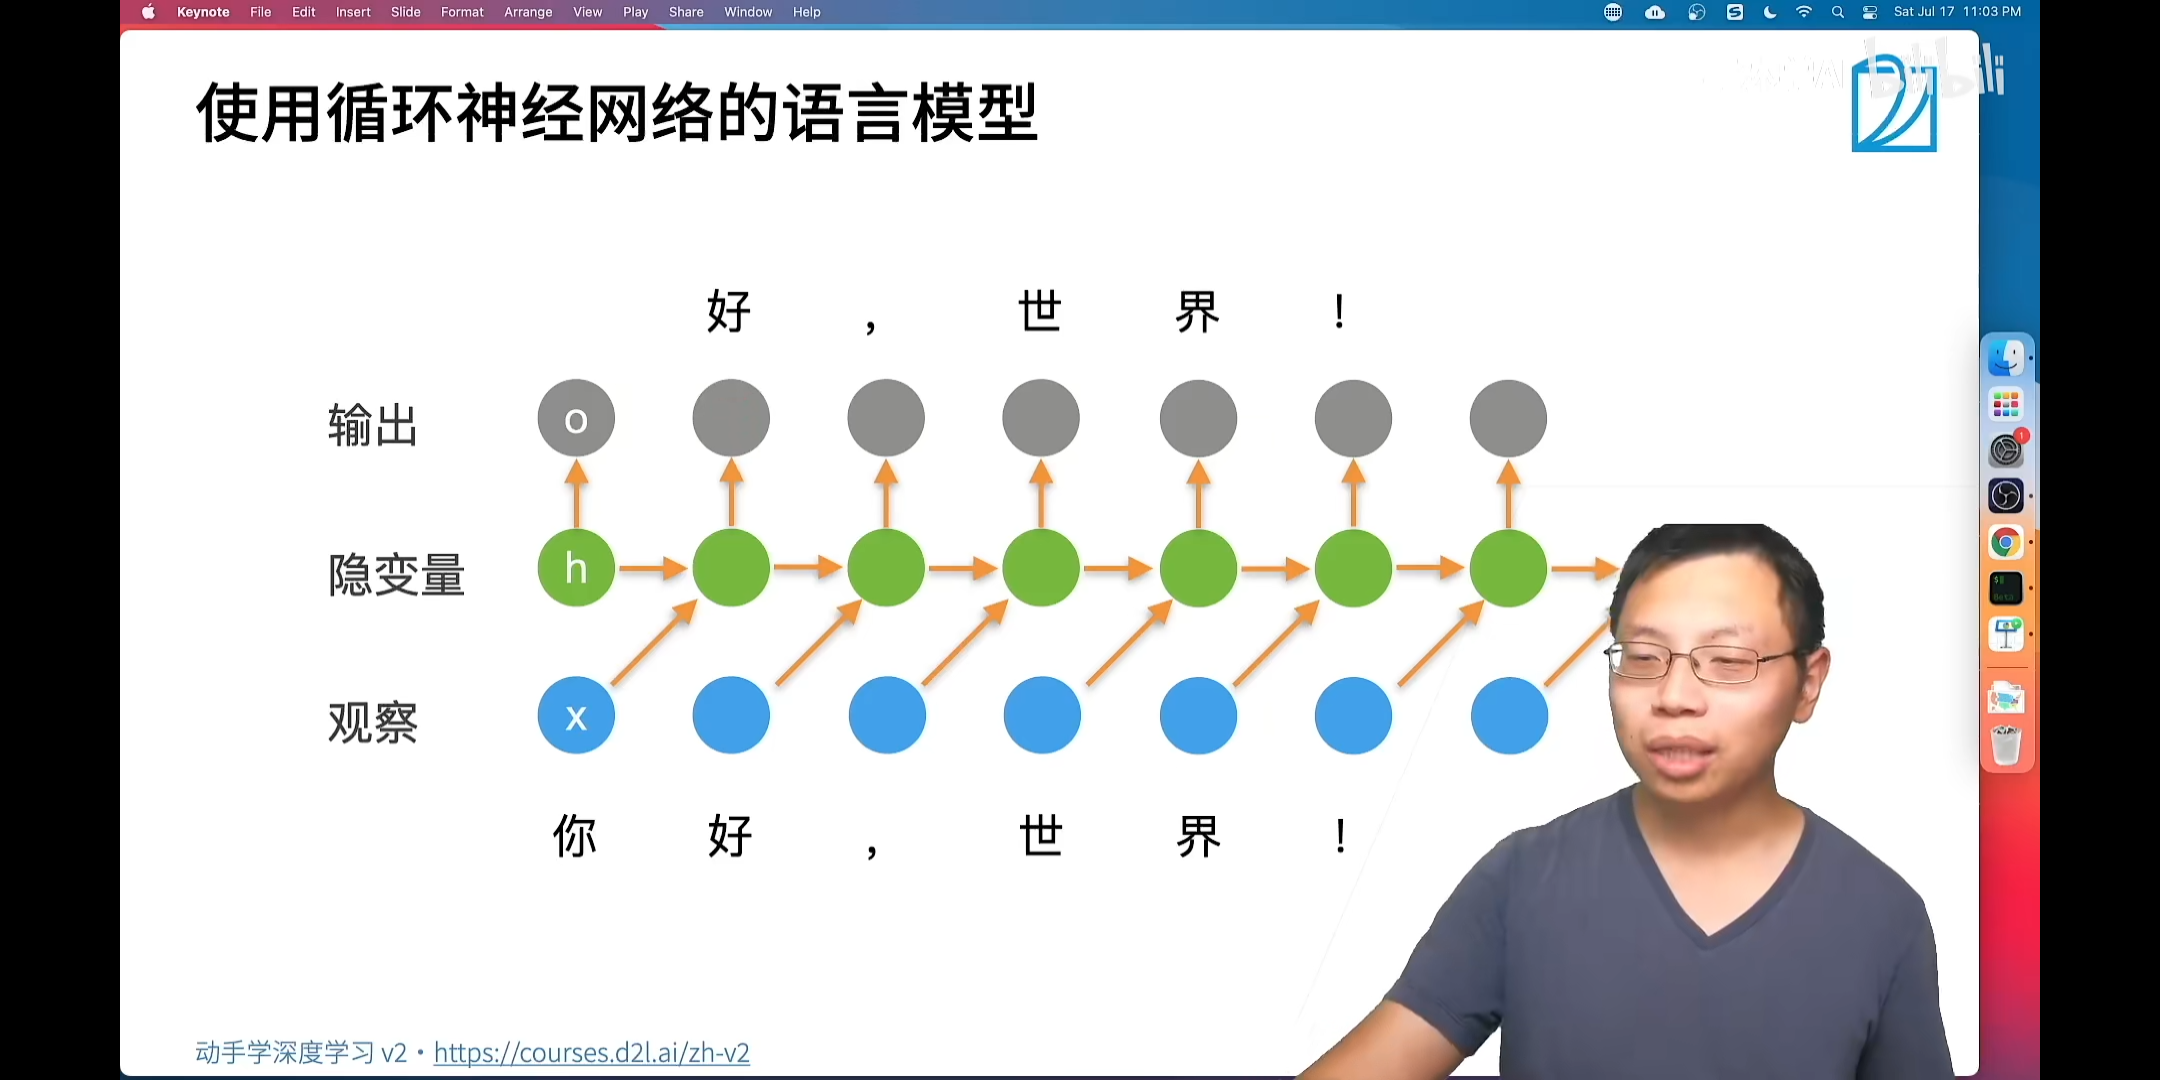 Keynote File Edit Insert Slide Format Arrange View Play Share Window Help Sat Jul 17 11:03 PM
使用循环神经网络的语言模型
bilibili
好 , 世 界 !
输出 o
隐变量 h
观察 x
你 好 , 世 界 !
动手学深度学习 v2 · https://courses.d2l.ai/zh-v2